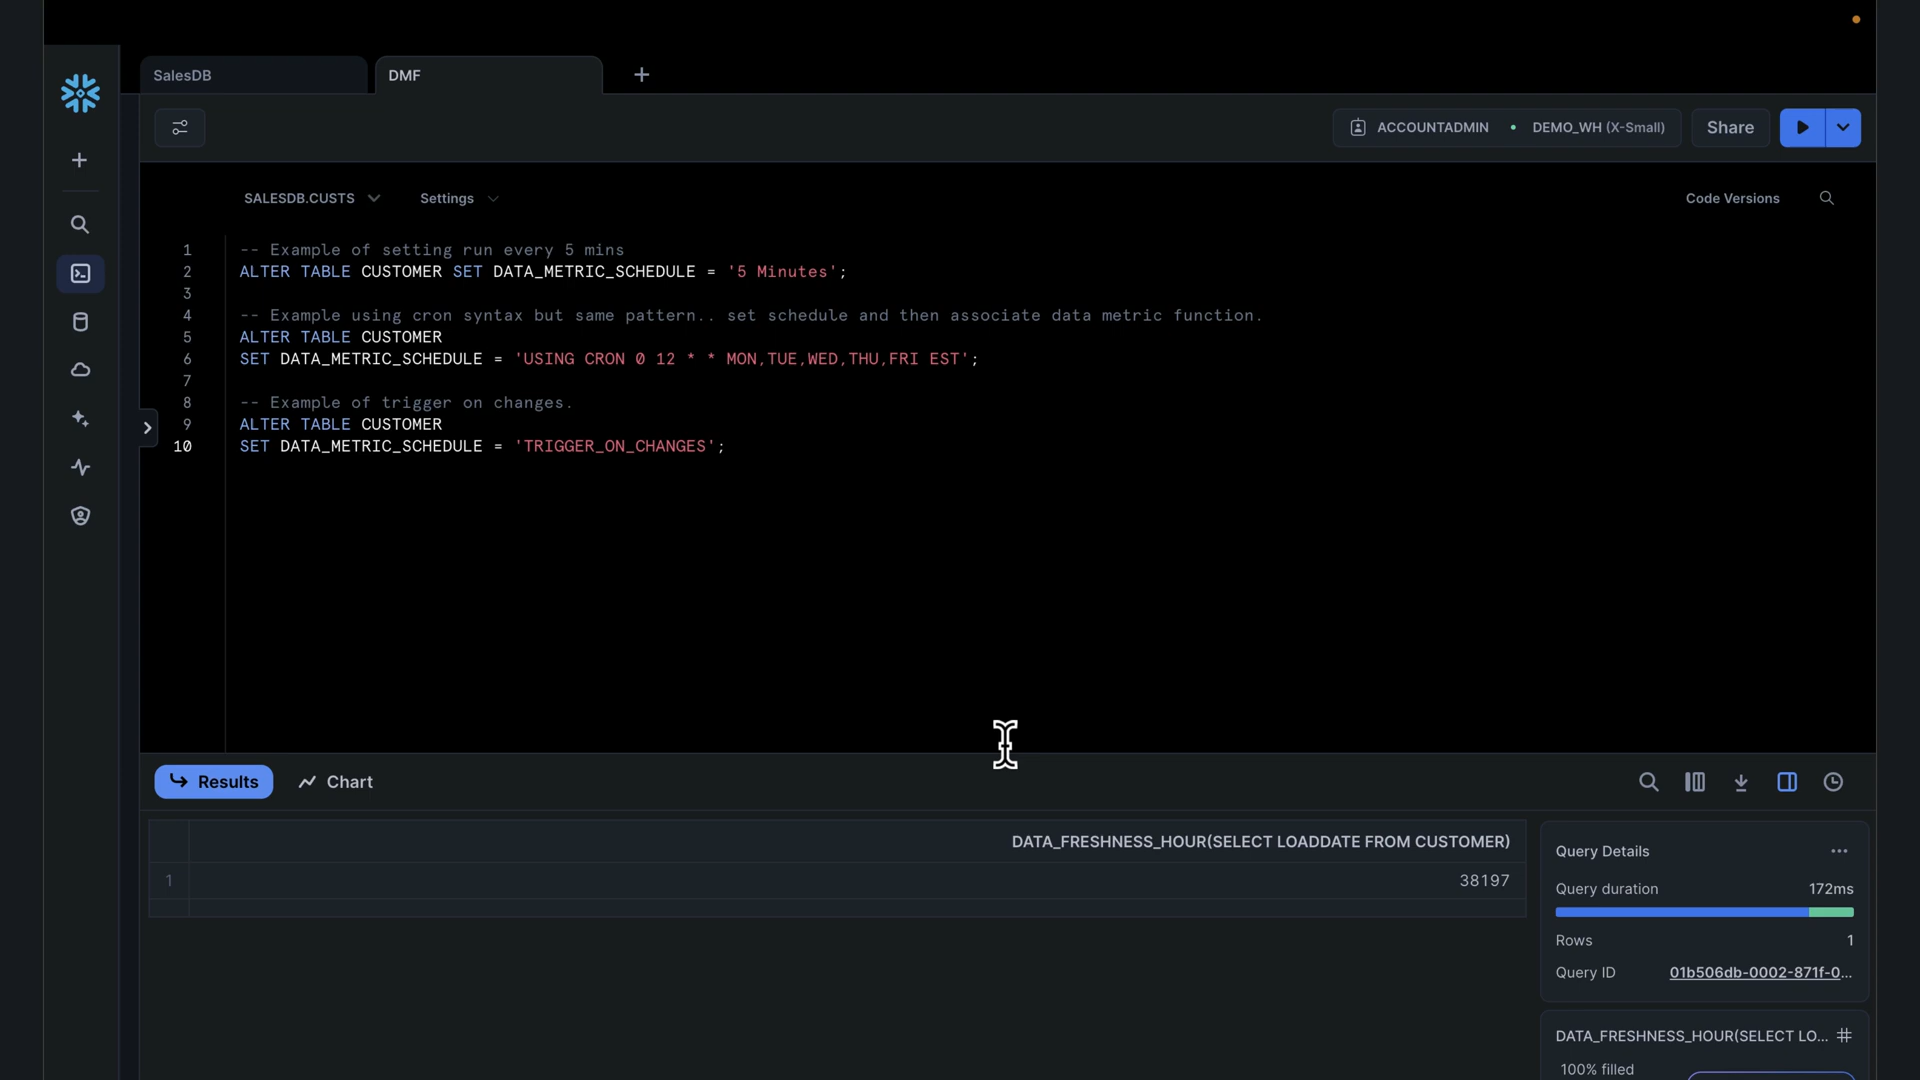 SalesDB
DMF
ACCOUNTADMIN • DEMO_WH (X-Small)
Share
SALESDB.CUSTS
Settings
Code Versions
1 -- Example of setting run every 5 mins
2 ALTER TABLE CUSTOMER SET DATA_METRIC_SCHEDULE = '5 Minutes';
3
4 -- Example using cron syntax but same pattern.. set schedule and then associate data metric function.
5 ALTER TABLE CUSTOMER
6 SET DATA_METRIC_SCHEDULE = 'USING CRON 0 12 * * MON,TUE,WED,THU,FRI EST';
7
8 -- Example of trigger on changes.
9 ALTER TABLE CUSTOMER
10 SET DATA_METRIC_SCHEDULE = 'TRIGGER_ON_CHANGES';
Results
Chart
DATA_FRESHNESS_HOUR(SELECT LOADDATE FROM CUSTOMER)
1 38197
Query Details
...
Query duration 172ms
Rows 1
Query ID 01b506db-0002-871f-0...
DATA_FRESHNESS_HOUR(SELECT LO... #
100% filled